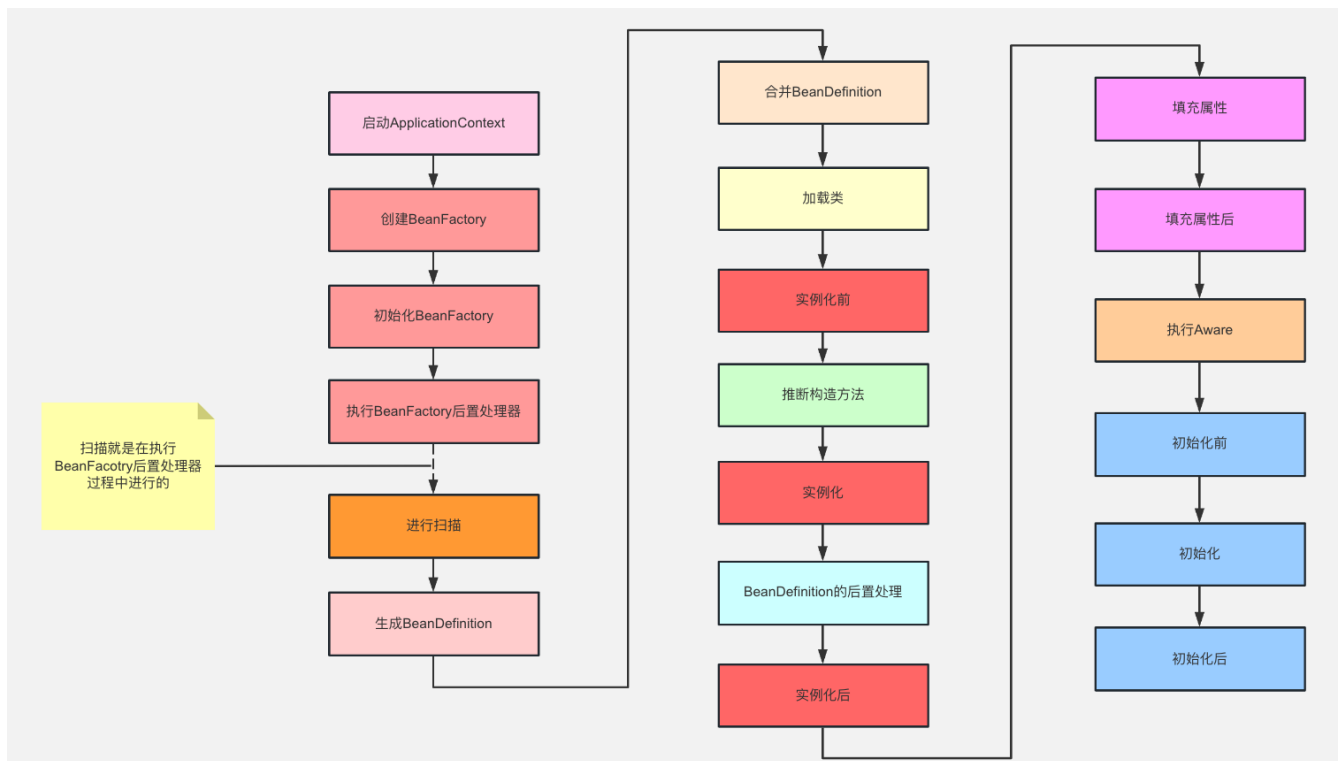 启动ApplicationContext
创建BeanFactory
初始化BeanFactory
执行BeanFactory后置处理器
扫描就是在执行
BeanFacotry后置处理器
过程中进行的
进行扫描
生成BeanDefinition
合并BeanDefinition
加载类
实例化前
推断构造方法
实例化
BeanDefinition的后置处理
实例化后
填充属性
填充属性后
执行Aware
初始化前
初始化
初始化后